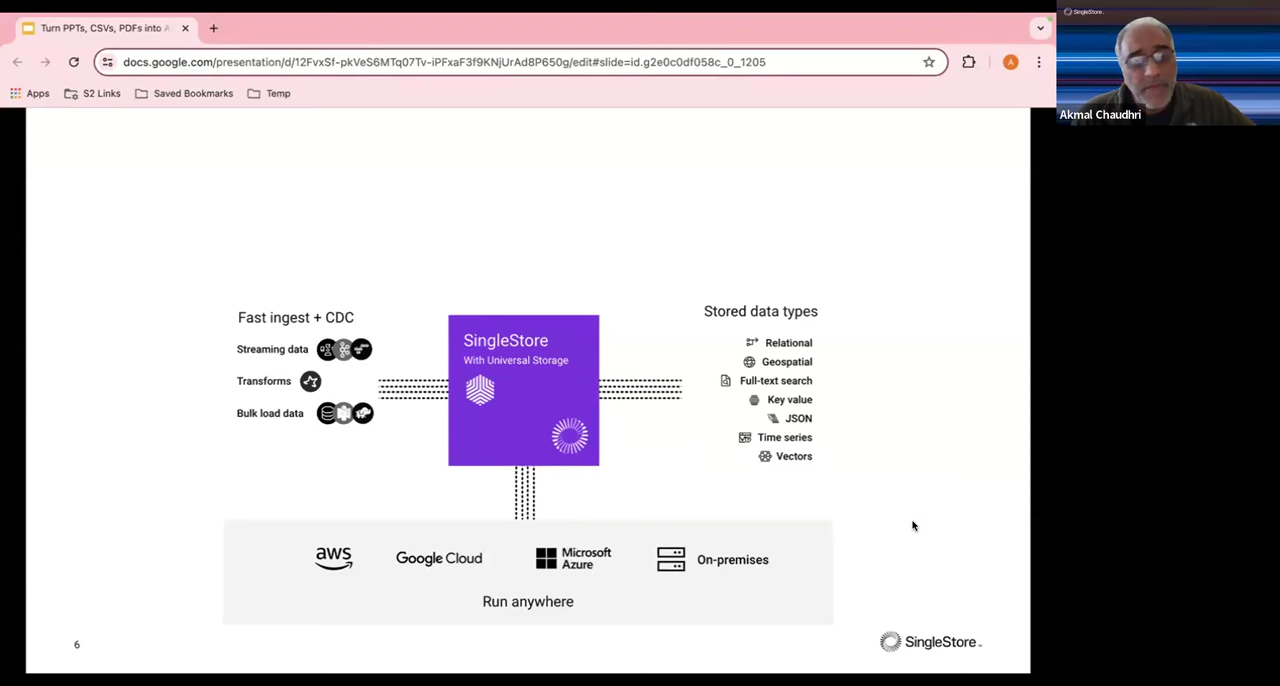 Turn PPTs, CSVs, PDFs into A
docs.google.com/presentation/d/12FvxSf-pkVeS6MTq07Tv-iPFxaF3f9KNjUrAd8P650g/edit#slide=id.g2e0c0df058c_0_1205
A
Apps
S2 Links
Saved Bookmarks
Temp
SingleStore
Akmal Chaudhri
Fast ingest + CDC
Streaming data
Transforms
Bulk load data
SingleStore
With Universal Storage
Stored data types
Relational
Geospatial
Full-text search
Key value
JSON
Time series
Vectors
aws
Google Cloud
Microsoft
Azure
On-premises
Run anywhere
6
SingleStore